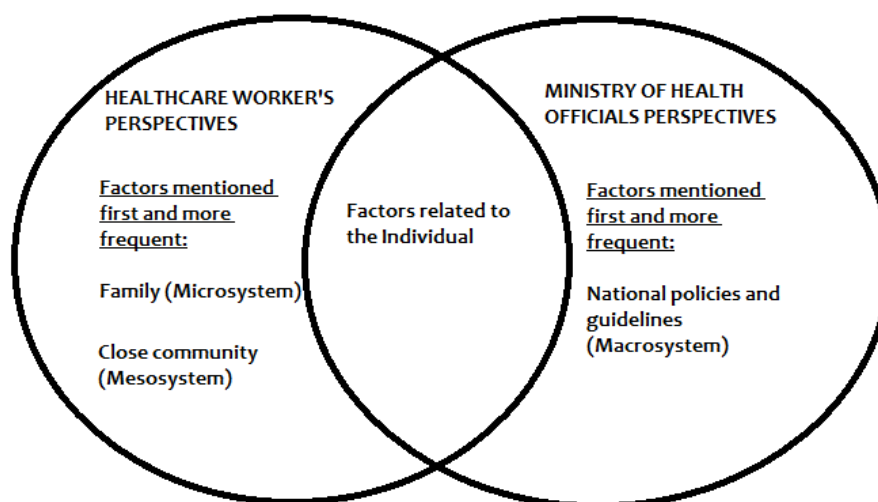 HEALTHCARE WORKER'S
PERSPECTIVES
Factors mentioned
first and more
frequent:
Family (Microsystem)
Close community
(Mesosystem)
Factors related to
the Individual
MINISTRY OF HEALTH
OFFICIALS PERSPECTIVES
Factors mentioned
first and more
frequent:
National policies and
guidelines
(Macrosystem)